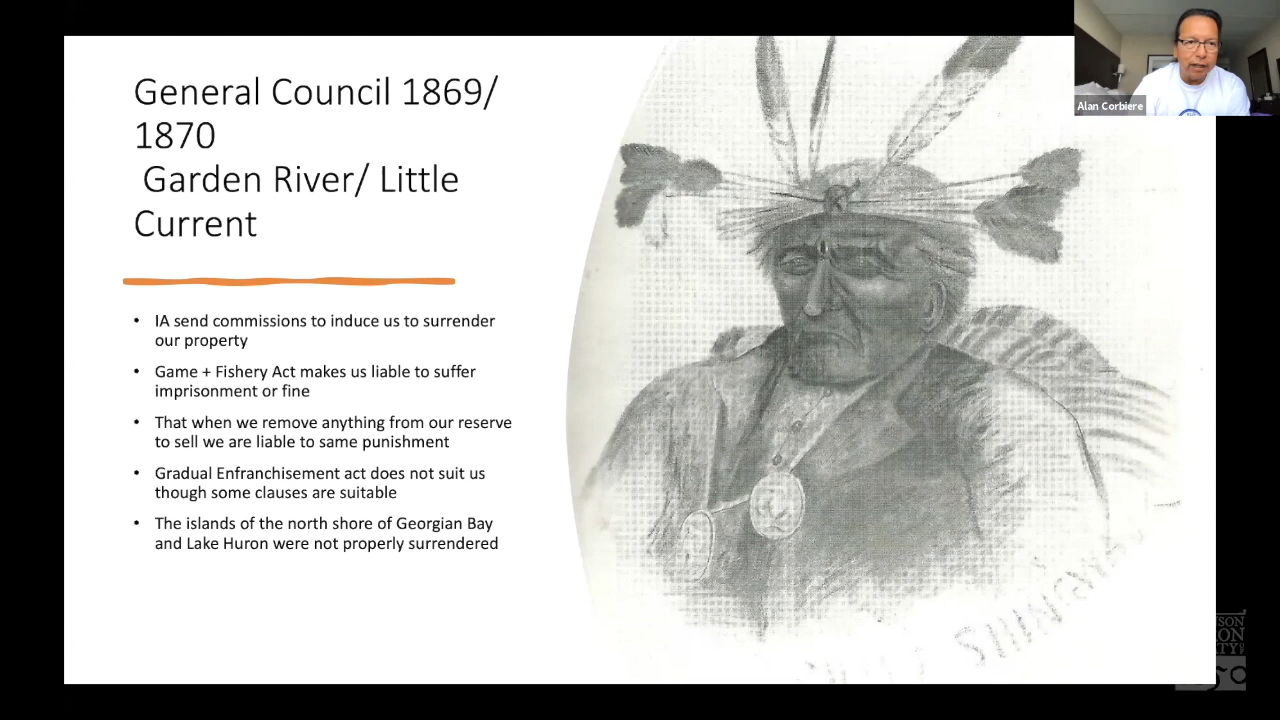 General Council 1869/
1870
Garden River/ Little
Current
• IA send commissions to induce us to surrender
our property
• Game + Fishery Act makes us liable to suffer
imprisonment or fine
• That when we remove anything from our reserve
to sell we are liable to same punishment
• Gradual Enfranchisement act does not suit us
though some clauses are suitable
• The islands of the north shore of Georgian Bay
and Lake Huron were not properly surrendered
Alan Corbiere